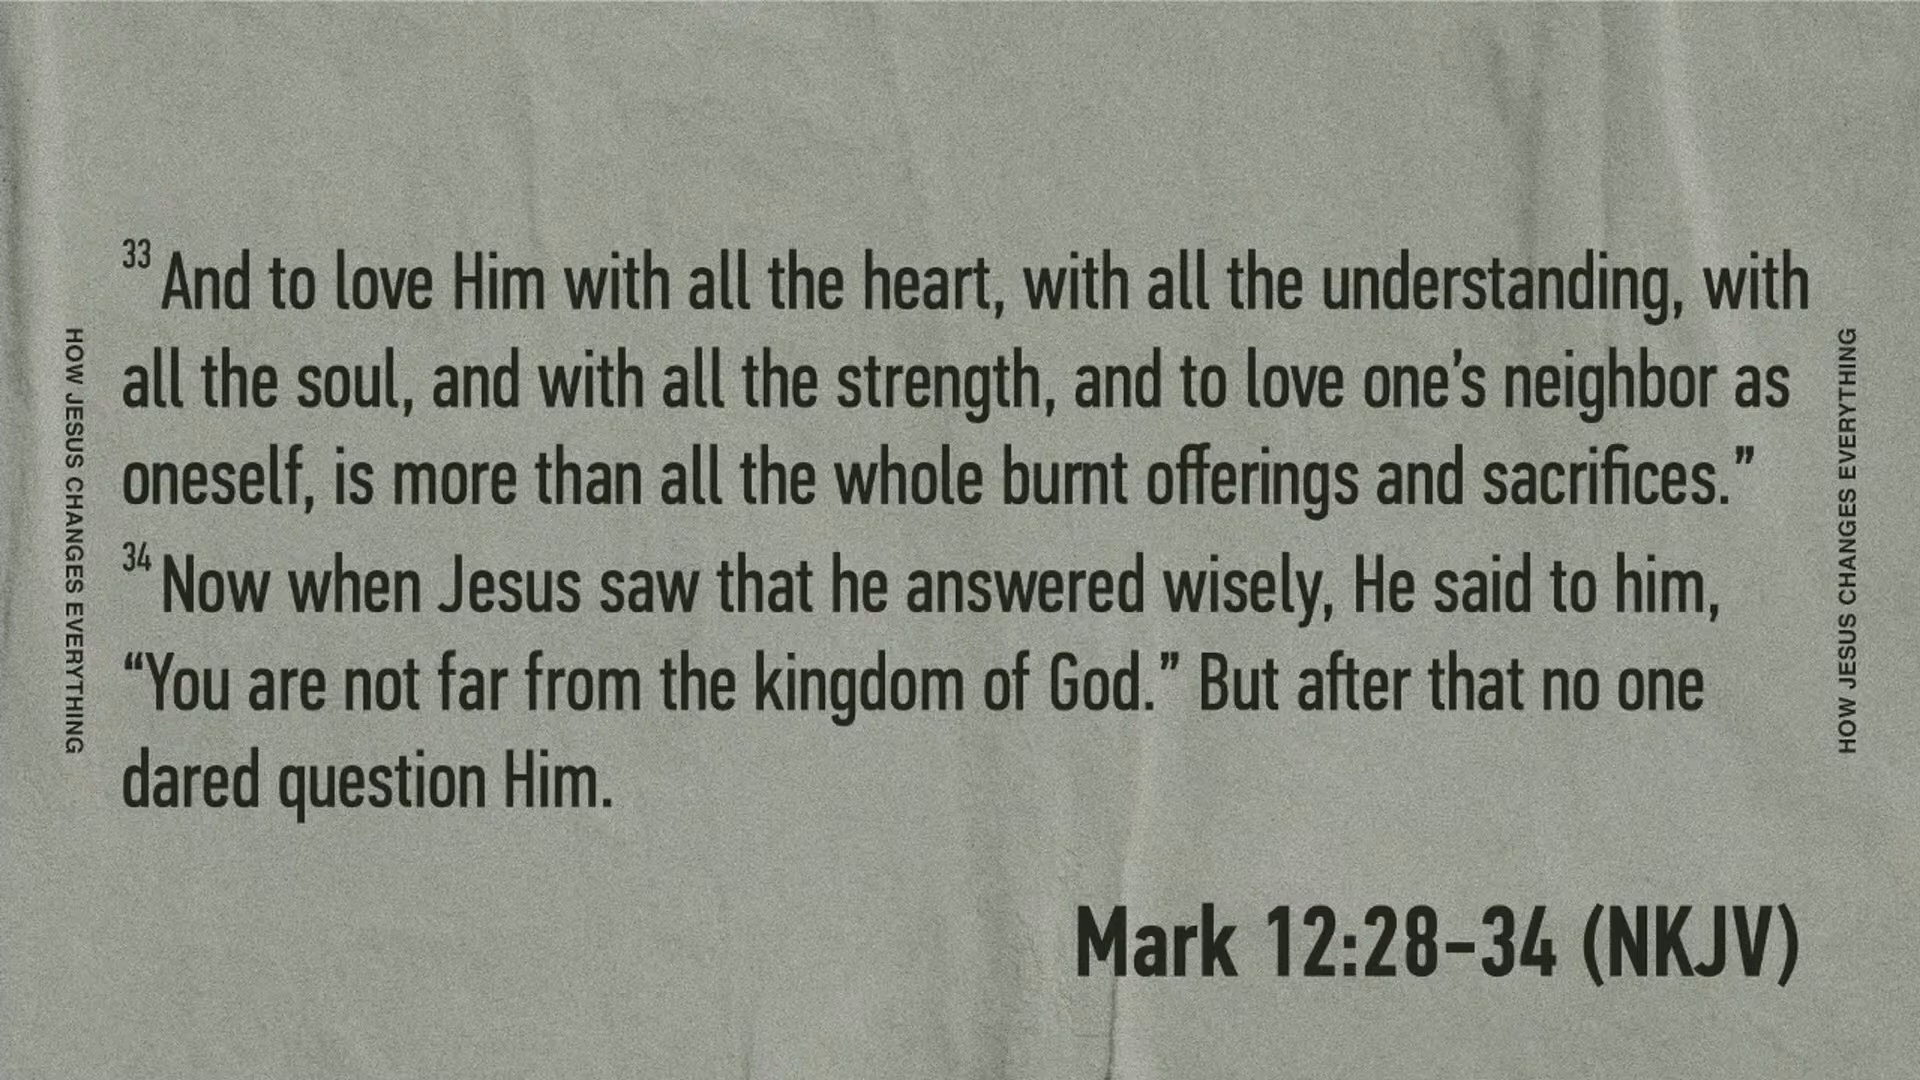 33 And to love Him with all the heart, with all the understanding, with
all the soul, and with all the strength, and to love one’s neighbor as
oneself, is more than all the whole burnt offerings and sacrifices.”
34 Now when Jesus saw that he answered wisely, He said to him,
“You are not far from the kingdom of God.” But after that no one
dared question Him.
Mark 12:28-34 (NKJV)
HOW JESUS CHANGES EVERYTHING
HOW JESUS CHANGES EVERYTHING